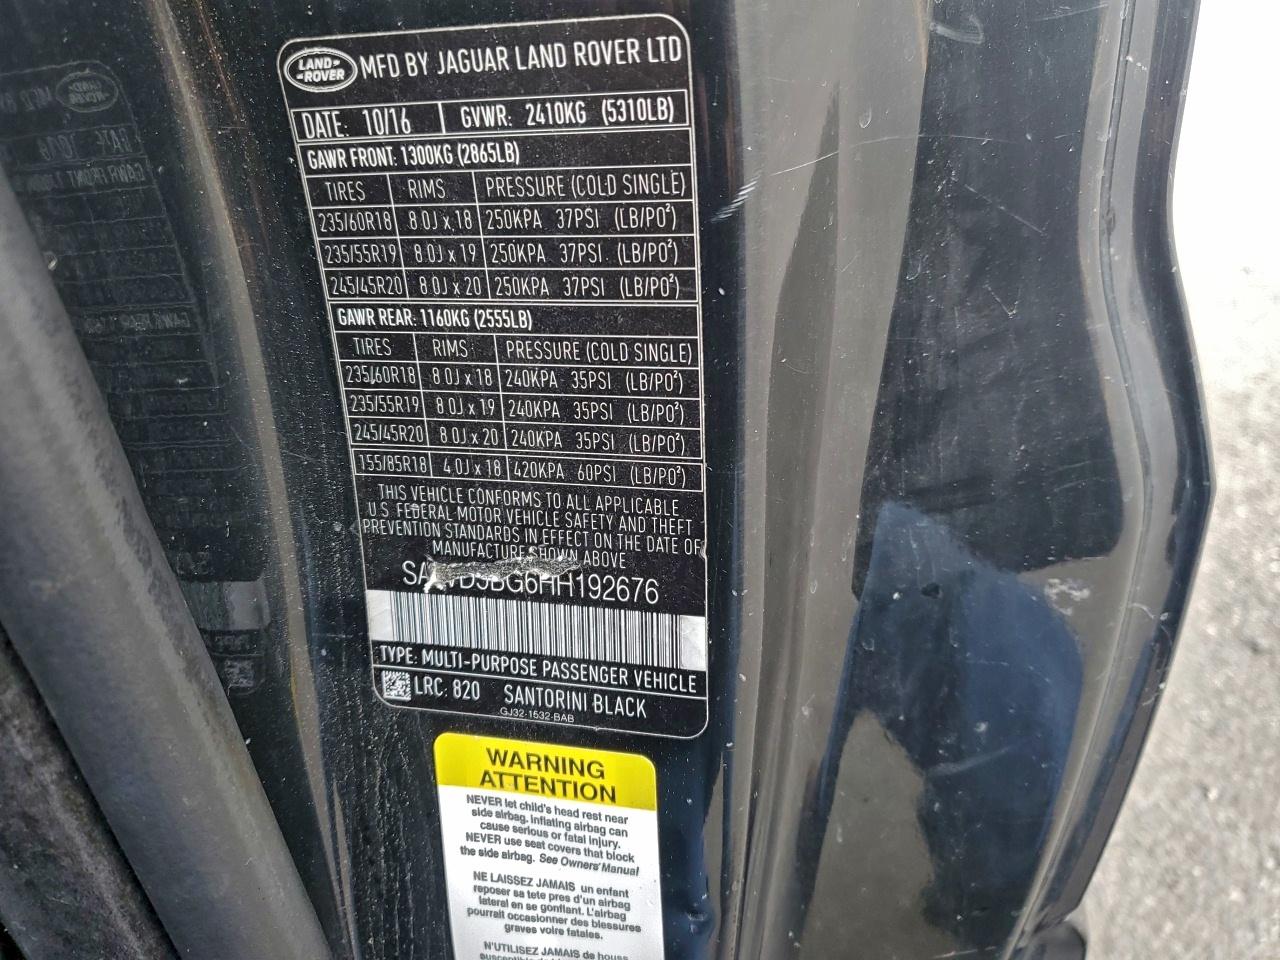 LAND-
-ROVER
MFD BY JAGUAR LAND ROVER LTD
DATE: 10/16 GVWR: 2410KG (5310LB)
GAWR FRONT: 1300KG (2865LB)
TIRES RIMS PRESSURE (COLD SINGLE)
235/60R18 8.0J x 18 250KPA 37PSI (LB/PO²)
235/55R19 8.0J x 19 250KPA 37PSI (LB/PO²)
245/45R20 8.0J x 20 250KPA 37PSI (LB/PO²)
GAWR REAR: 1160KG (2555LB)
TIRES RIMS PRESSURE (COLD SINGLE)
235/60R18 8.0J x 18 240KPA 35PSI (LB/PO²)
235/55R19 8.0J x 19 240KPA 35PSI (LB/PO²)
245/45R20 8.0J x 20 240KPA 35PSI (LB/PO²)
155/85R18 4.0J x 18 420KPA 60PSI (LB/PO²)
THIS VEHICLE CONFORMS TO ALL APPLICABLE
U.S. FEDERAL MOTOR VEHICLE SAFETY AND THEFT
PREVENTION STANDARDS IN EFFECT ON THE DATE OF
MANUFACTURE SHOWN ABOVE
TYPE: MULTI-PURPOSE PASSENGER VEHICLE
LRC: 820 SANTORINI BLACK
GJ32-1532-BAB
WARNING
ATTENTION
NEVER let child's head rest near
side airbag. Inflating airbag can
cause serious or fatal injury.
NEVER use seat covers that block
the side airbag. See Owners' Manual
NE LAISSEZ JAMAIS un enfant
reposer sa tete pres d'un airbag
lateral en se gonflant. L'airbag
pourrait occasionner des blessures
graves voire fatales.
N'UTILISEZ JAMAIS de